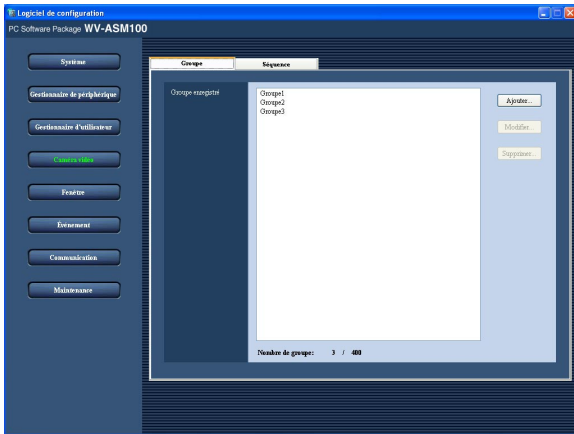 Logiciel de configuration
PC Software Package WV-ASM100
Système
Gestionnaire de périphérique
Gestionnaire d'utilisateur
Caméra vidéo
Fenêtre
Événement
Communication
Maintenance
Groupe
Séquence
Groupe enregistré
Groupe1
Groupe2
Groupe3
Ajouter...
Modifier...
Supprimer...
Nombre de groupe: 3 / 400